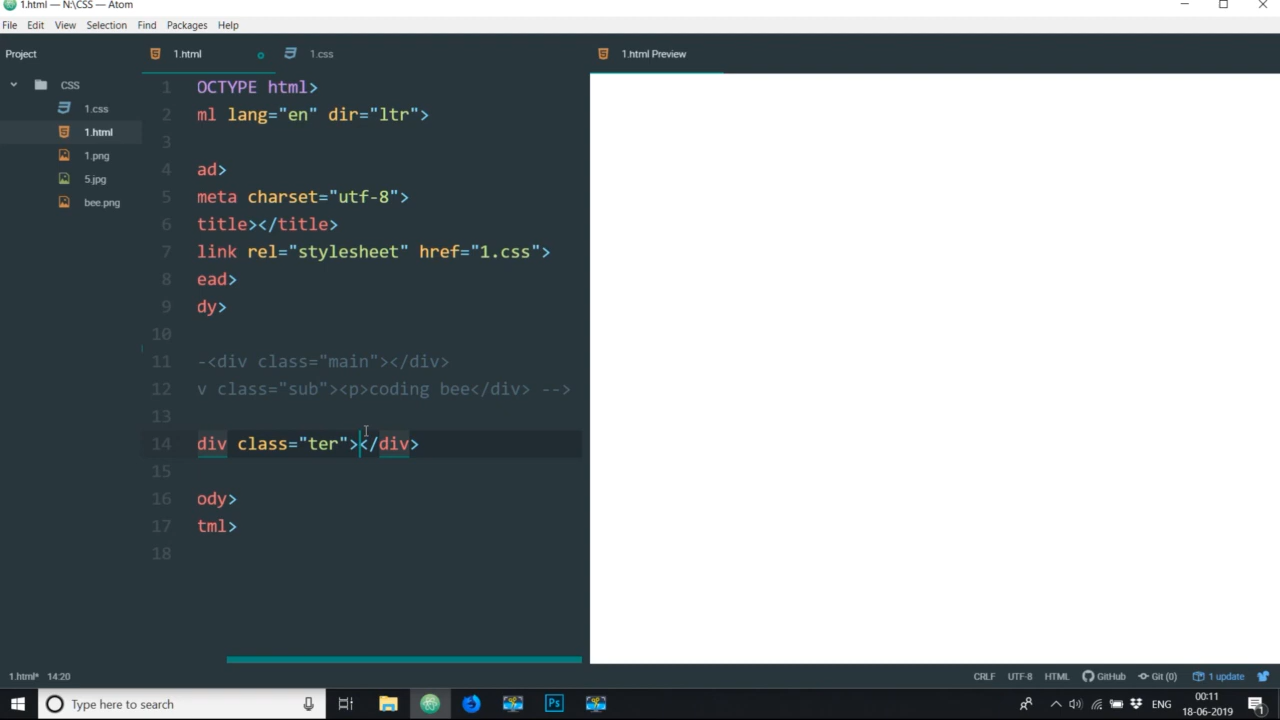 1.html — N:\CSS — Atom
File Edit View Selection Find Packages Help
Project
1.html
1.css
1.html Preview
CSS
1.css
1.html
1.png
5.jpg
bee.png
1 OCTYPE html>
2 ml lang="en" dir="ltr">
3
4 ad>
5 meta charset="utf-8">
6 title></title>
7 link rel="stylesheet" href="1.css">
8 ead>
9 dy>
10
11 -<div class="main"></div>
12 v class="sub"><p>coding bee</div> -->
13
14 div class="ter"></div>
15
16 ody>
17 tml>
18
1.html* 14:20 CRLF UTF-8 HTML GitHub Git (0) 1 update
Type here to search
Ps
ENG
00:11
18-06-2019
1